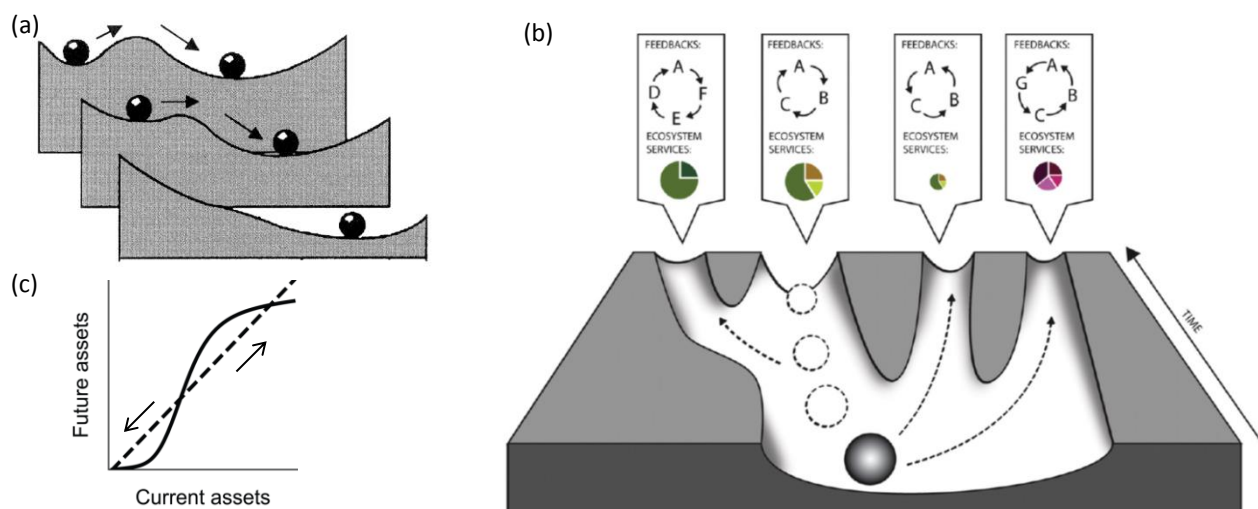 (a)
(b)
FEEDBACKS:
A
D F
E
ECOSYSTEM
SERVICES:
FEEDBACKS:
A
C B
ECOSYSTEM
SERVICES:
FEEDBACKS:
A
C B
ECOSYSTEM
SERVICES:
FEEDBACKS:
A
G B
C
ECOSYSTEM
SERVICES:
TIME
(c)
Future assets
Current assets